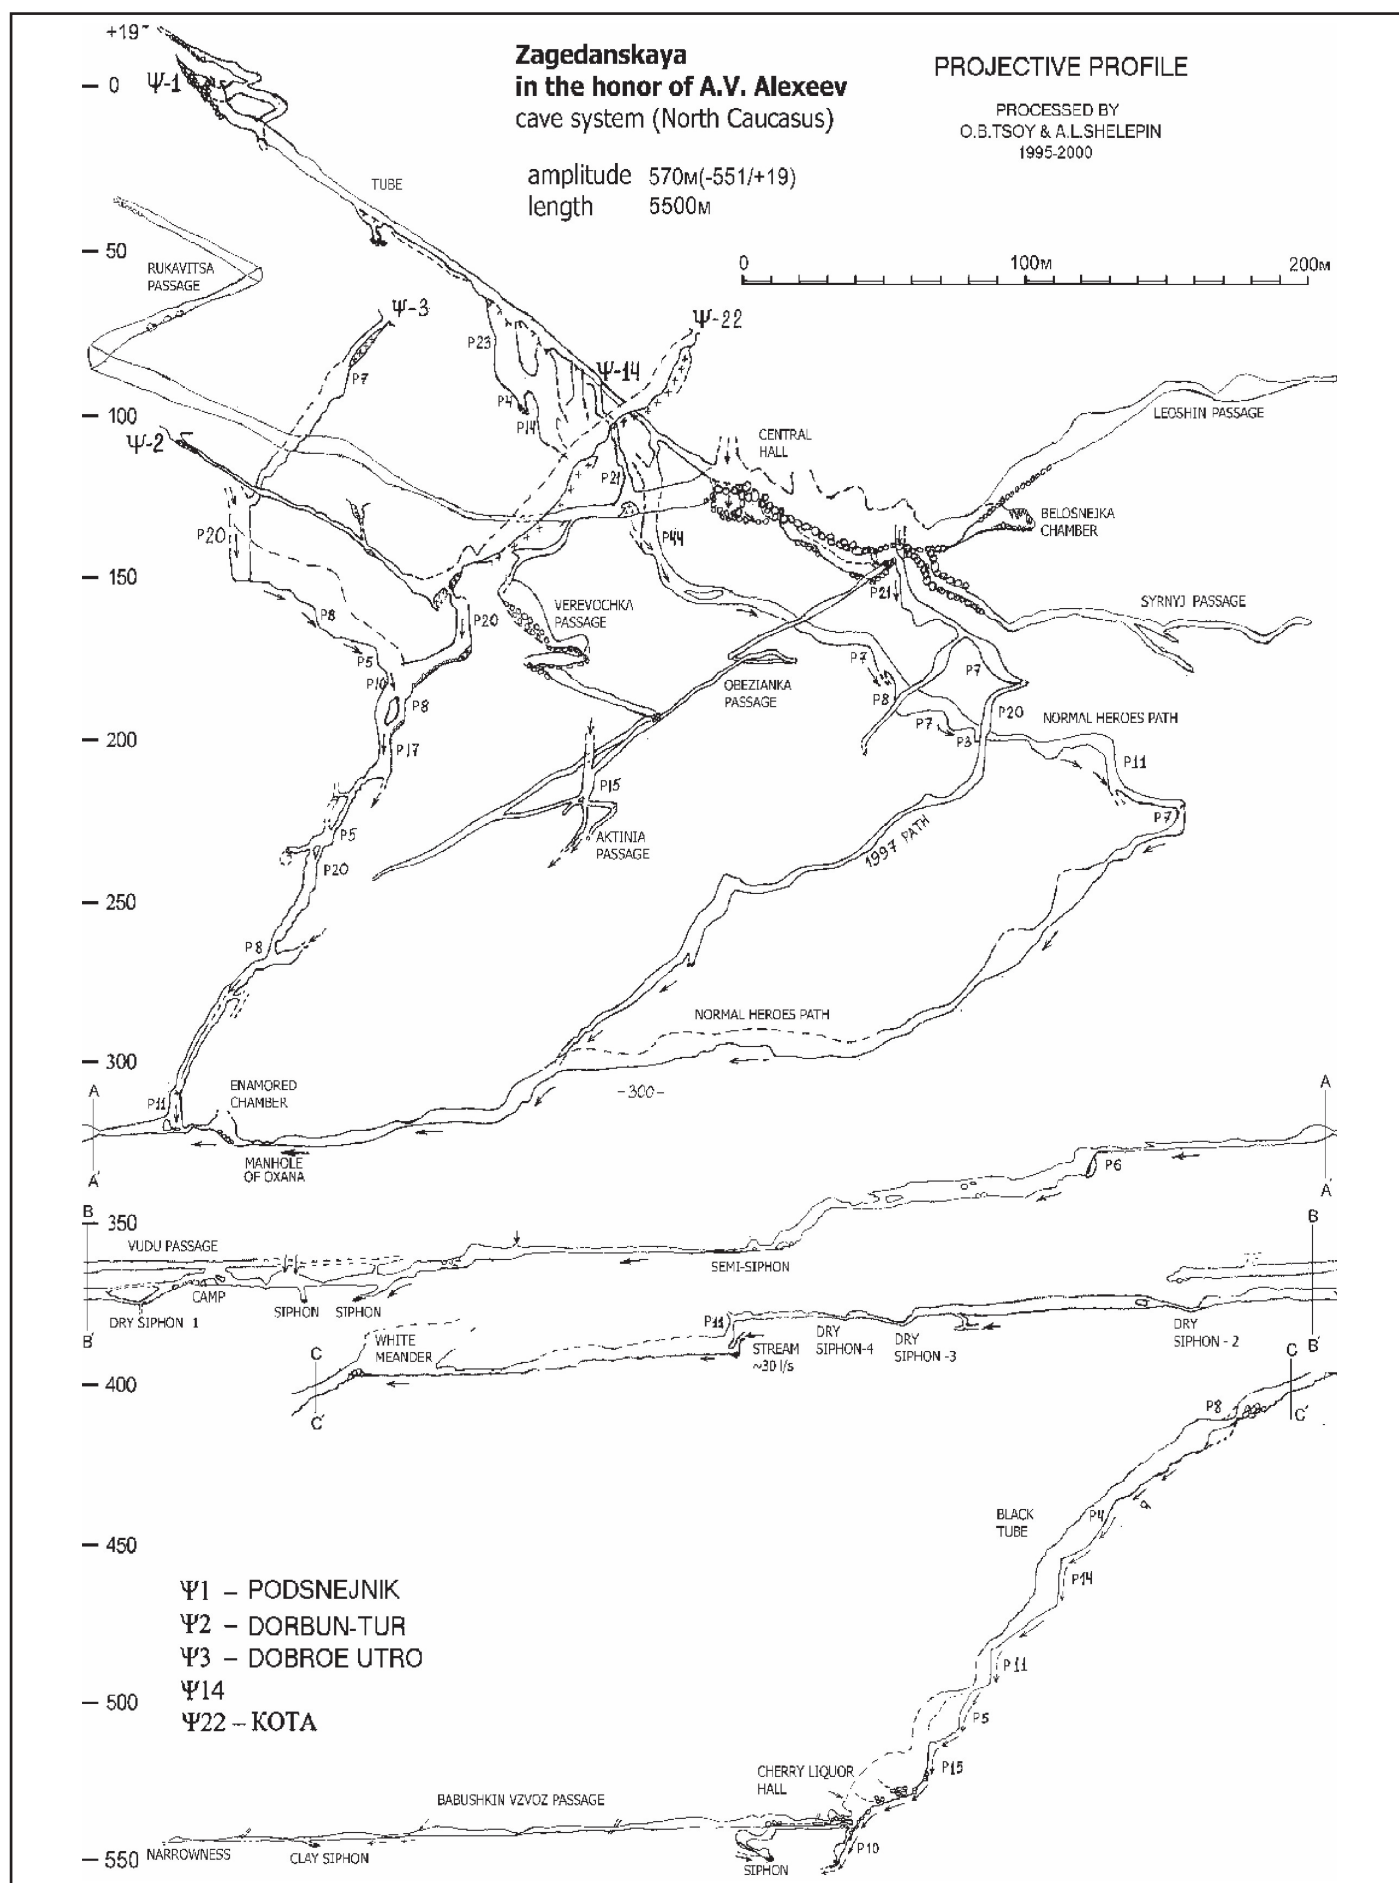 +19
Zagedanskaya
in the honor of A.V. Alexeev
cave system (North Caucasus)
amplitude 570м(-551/+19)
length 5500м
PROJECTIVE PROFILE
PROCESSED BY
O.B.TSOY & A.L.SHELEPIN
1995-2000
0
Ψ-1
TUBE
50
RUKAVITSA
PASSAGE
0
100м
200м
Ψ-3
Ψ-22
P23
P7
Ψ-14
P4
100
P14
Ψ-2
CENTRAL
HALL
LEOSHIN PASSAGE
P21
BELOSNEJKA
CHAMBER
P20
P44
150
P21
VEREVOCHKA
PASSAGE
SYRNYJ PASSAGE
P8
P20
P5
P7
P7
P10
OBEZIANKA
PASSAGE
P8
P8
P20
NORMAL HEROES PATH
P7
P3
200
P17
P11
P15
P7
P5
AKTINIA
PASSAGE
1997 PATH
P20
250
P8
NORMAL HEROES PATH
300
-300-
A
P11
ENAMORED
CHAMBER
A
MANHOLE
OF OXANA
P6
A'
A'
B
350
B
VUDU PASSAGE
SEMI-SIPHON
CAMP
SIPHON
SIPHON
DRY SIPHON 1
P11
B'
WHITE
MEANDER
DRY
SIPHON-4
DRY
SIPHON-3
DRY
SIPHON - 2
B'
STREAM
~30 l/s
C
C
400
C'
P8
C'
BLACK
TUBE
P4
450
P14
Ψ1 – PODSNEJNIK
Ψ2 – DORBUN-TUR
Ψ3 – DOBROE UTRO
Ψ14
Ψ22 – KOTA
P11
500
P5
CHERRY LIQUOR
HALL
P15
BABUSHKIN VZVOZ PASSAGE
NARROWNESS
CLAY SIPHON
550
SIPHON
P10